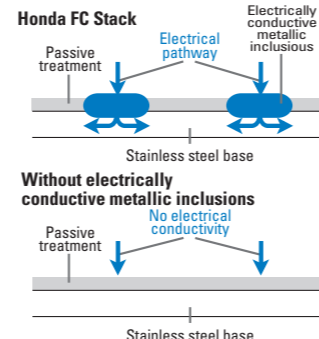 Honda FC Stack
Electrically
conductive
metallic
inclusious
Electrical
pathway
Passive
treatment
Stainless steel base
Without electrically
conductive metallic inclusions
No electrical
conductivity
Passive
treatment
Stainless steel base